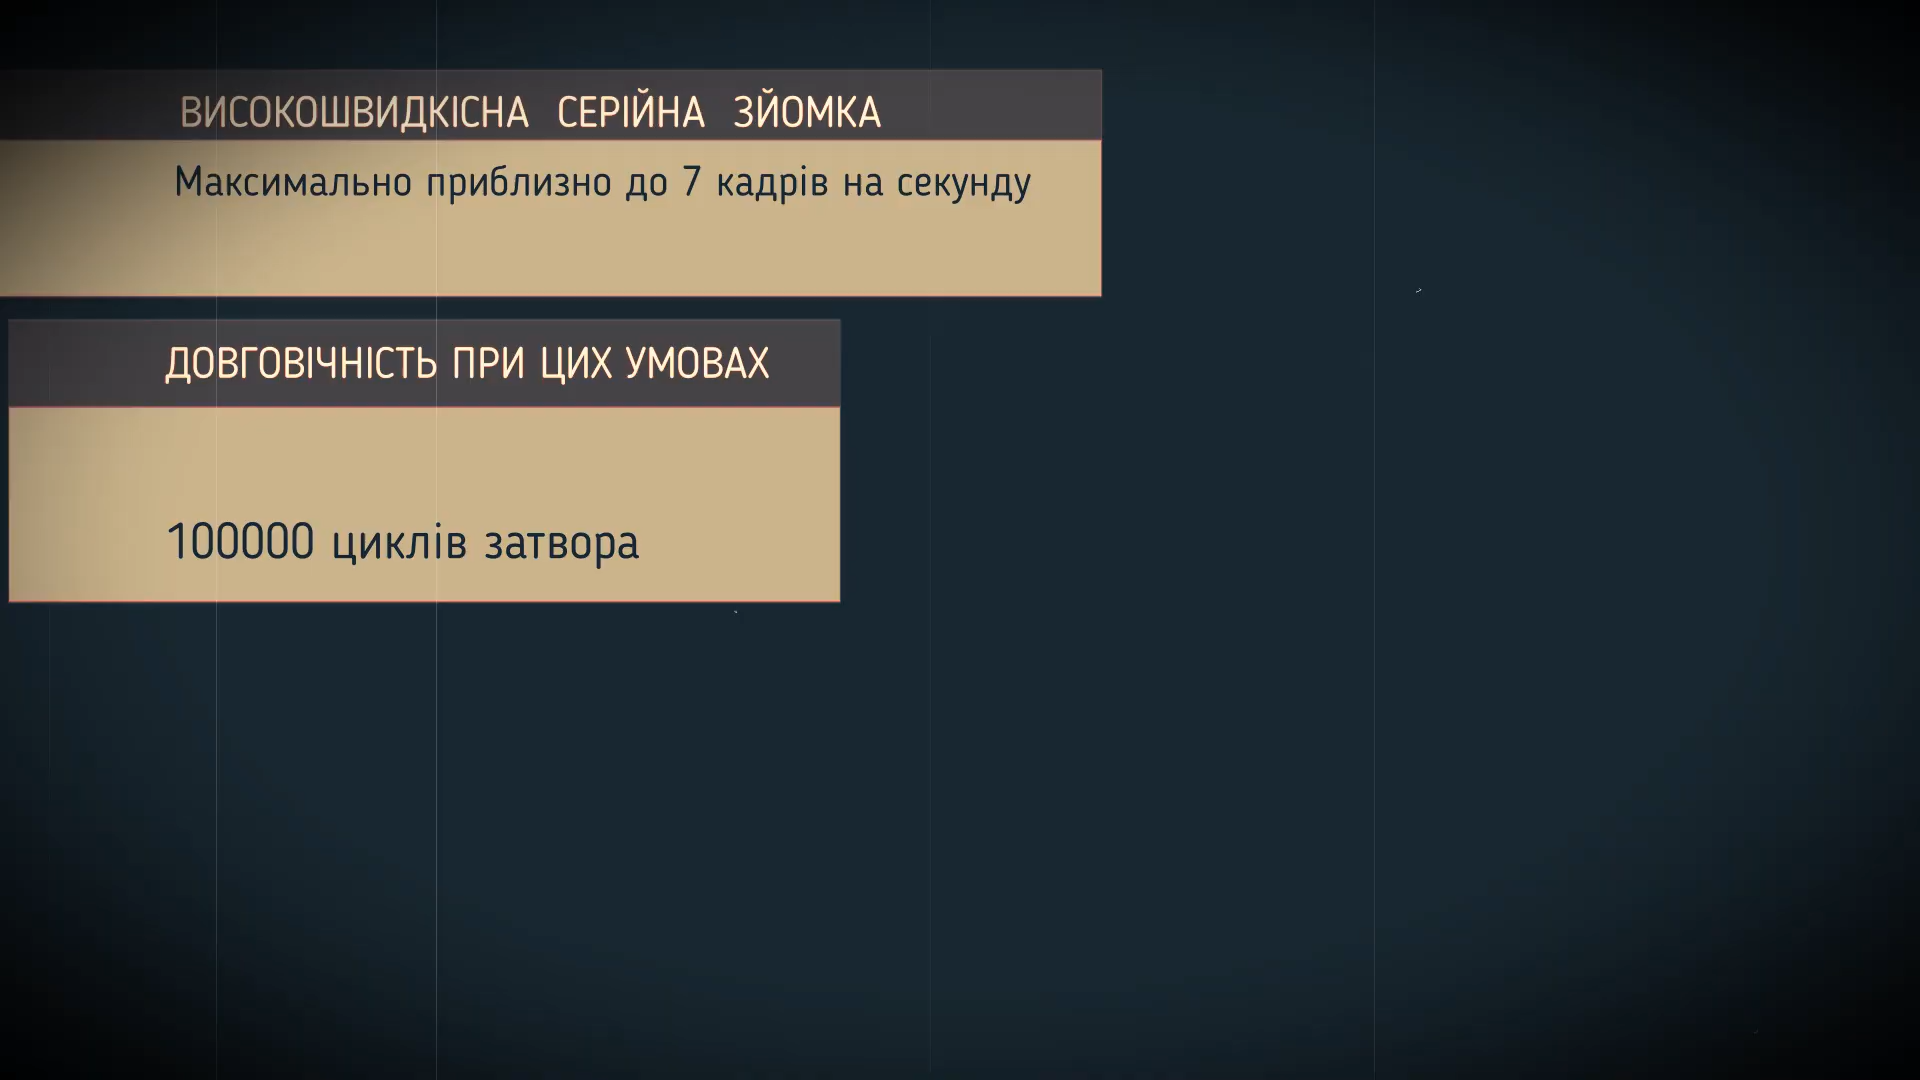 ВИСОКОШВИДКІСНА СЕРІЙНА ЗЙОМКА
Максимально приблизно до 7 кадрів на секунду
ДОВГОВІЧНІСТЬ ПРИ ЦИХ УМОВАХ
100000 циклів затвора